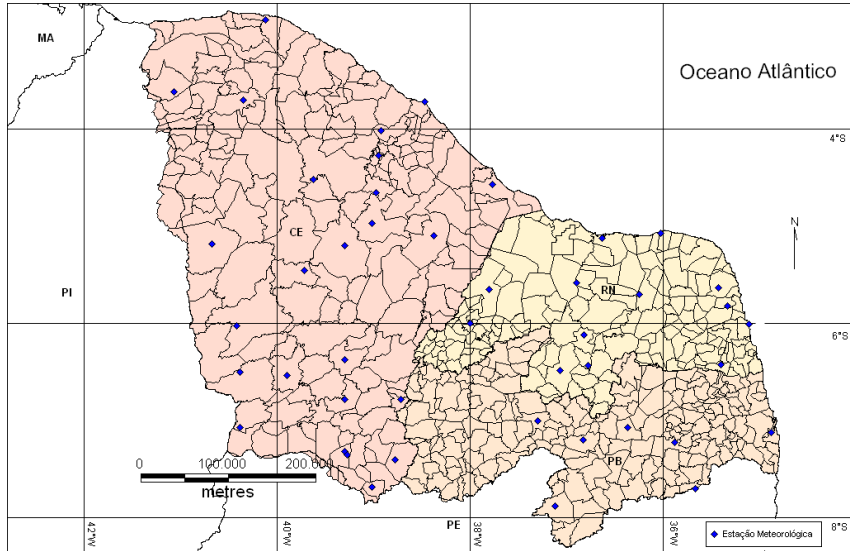 MA
Oceano Atlântico
4°S
N
CE
PI
RN
6°S
0 100.000 200.000
metres
PB
PE
42°W
40°W
38°W
36°W
8°S
Estação Meteorológica